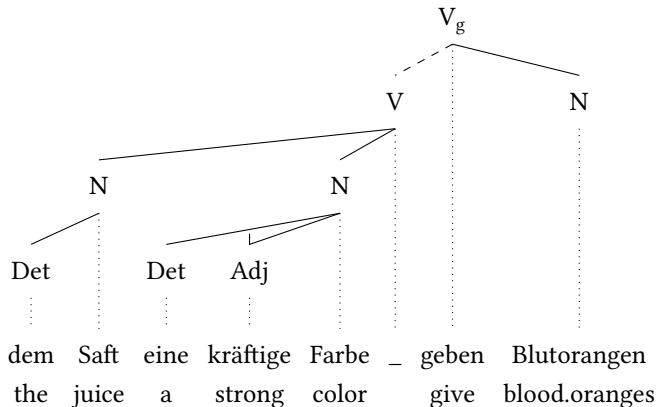 V_g
V N
N N
Det Det Adj
dem Saft eine kräftige Farbe _ geben Blutorangen
the juice a strong color give blood.oranges